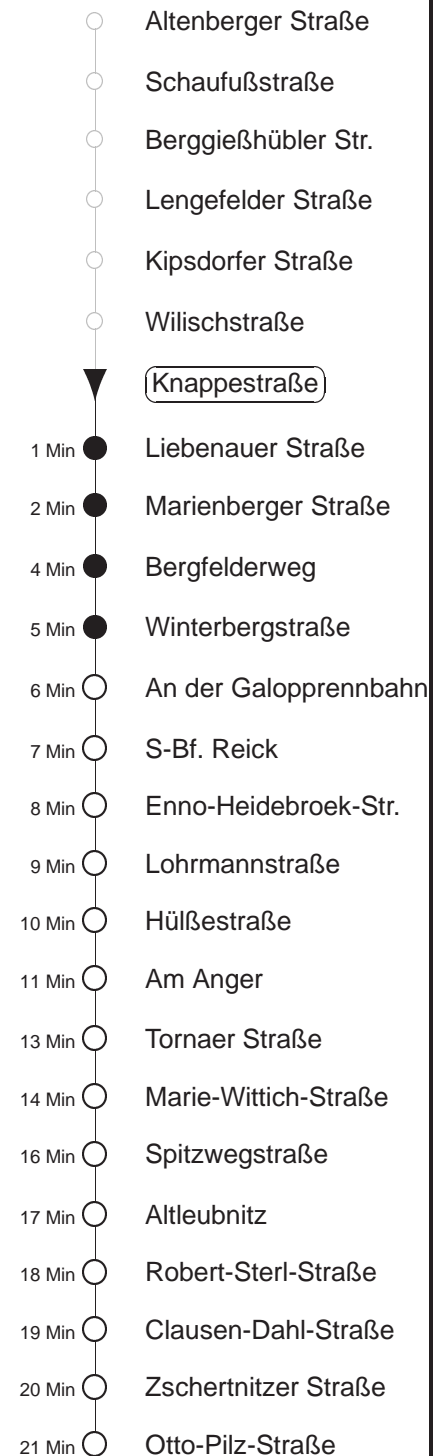 Altenberger Straße
Schaufußstraße
Berggießhübler Str.
Lengefelder Straße
Kipsdorfer Straße
Wilischstraße
Knappestraße
1 Min Liebenauer Straße
2 Min Marienberger Straße
4 Min Bergfelderweg
5 Min Winterbergstraße
6 Min An der Galopprennbahn
7 Min S-Bf. Reick
8 Min Enno-Heidebroek-Str.
9 Min Lohrmannstraße
10 Min Hülßestraße
11 Min Am Anger
13 Min Tornaer Straße
14 Min Marie-Wittich-Straße
16 Min Spitzwegstraße
17 Min Altleubnitz
18 Min Robert-Sterl-Straße
19 Min Clausen-Dahl-Straße
20 Min Zschertnitzer Straße
21 Min Otto-Pilz-Straße